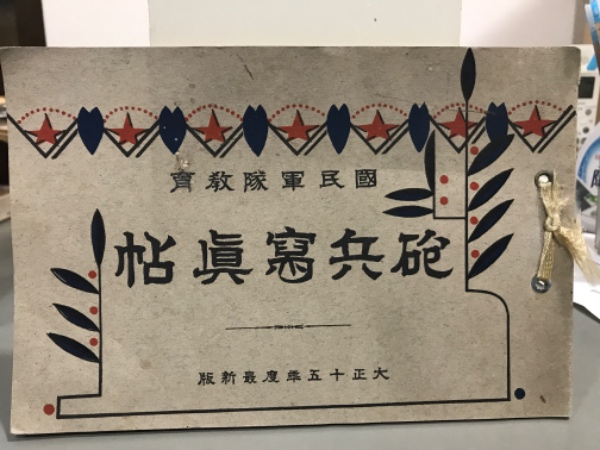 國民軍隊教育
砲兵寫眞帖
大正十五年度最新版